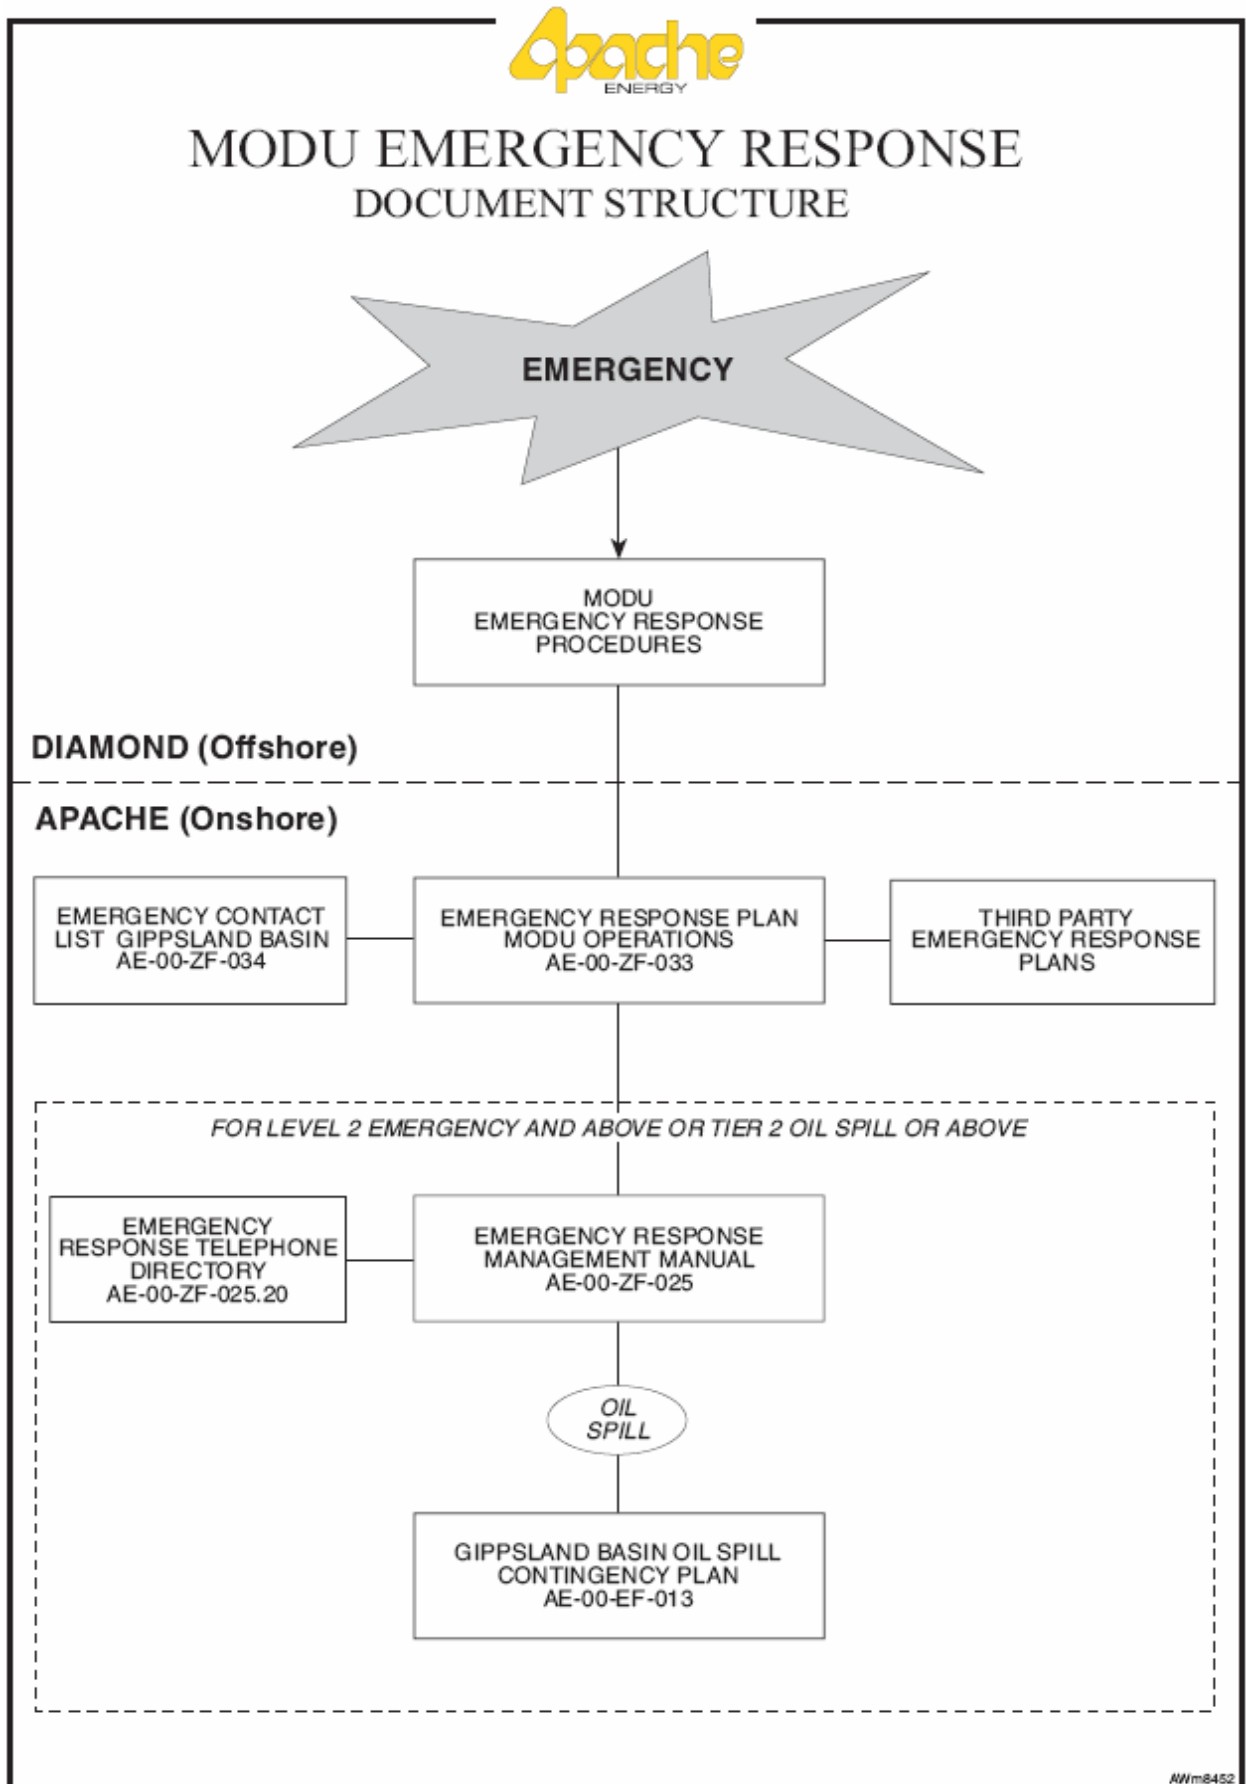 Apache
ENERGY
MODU EMERGENCY RESPONSE
DOCUMENT STRUCTURE
EMERGENCY
MODU
EMERGENCY RESPONSE
PROCEDURES
DIAMOND (Offshore)
APACHE (Onshore)
EMERGENCY CONTACT
LIST GIPPSLAND BASIN
AE-00-ZF-034
EMERGENCY RESPONSE PLAN
MODU OPERATIONS
AE-00-ZF-033
THIRD PARTY
EMERGENCY RESPONSE
PLANS
FOR LEVEL 2 EMERGENCY AND ABOVE OR TIER 2 OIL SPILL OR ABOVE
EMERGENCY
RESPONSE TELEPHONE
DIRECTORY
AE-00-ZF-025.20
EMERGENCY RESPONSE
MANAGEMENT MANUAL
AE-00-ZF-025
OIL
SPILL
GIPPSLAND BASIN OIL SPILL
CONTINGENCY PLAN
AE-00-EF-013
AWm8452